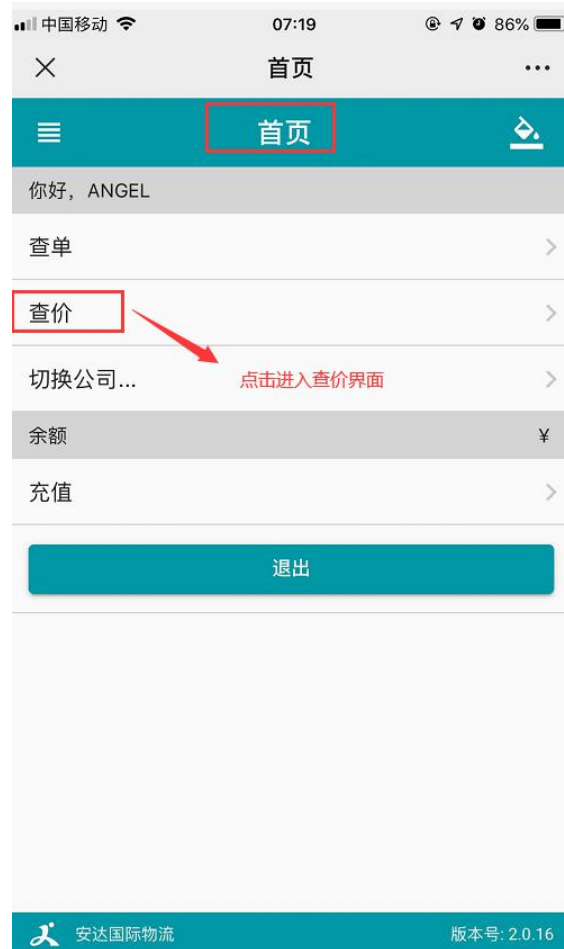 中国移动 07:19 86%
首页
首页
你好, ANGEL
查单
查价
切换公司... 点击进入查价界面
余额 ¥
充值
退出
安达国际物流 版本号: 2.0.16